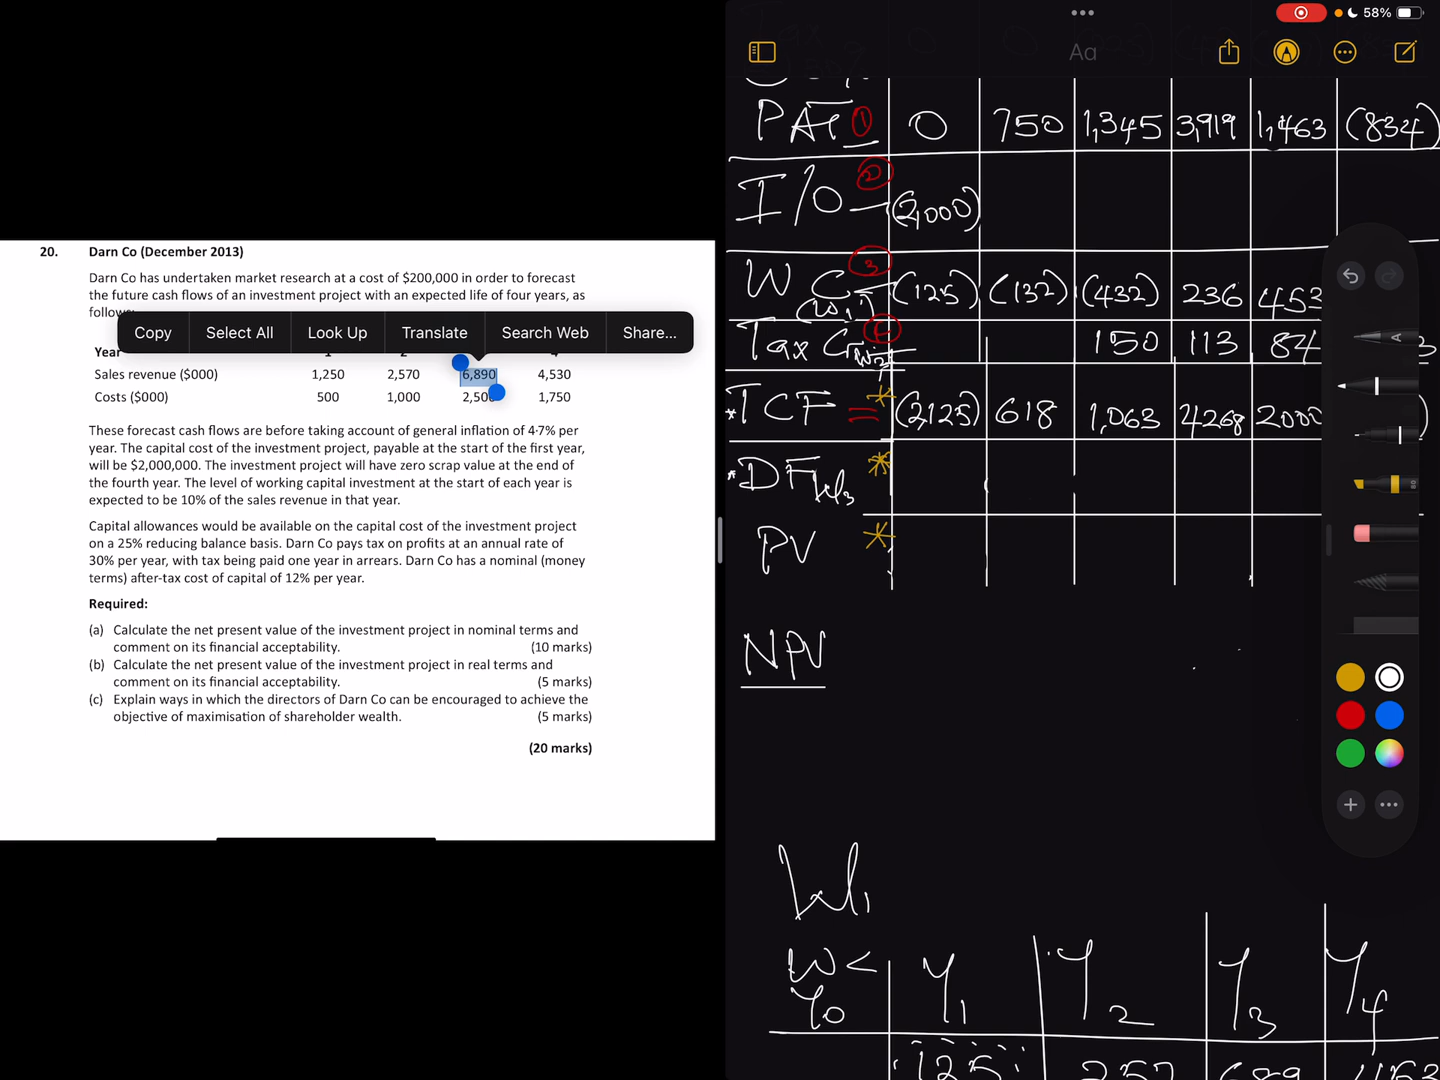 58%
Aa
20. Darn Co (December 2013)
Darn Co has undertaken market research at a cost of $200,000 in order to forecast
the future cash flows of an investment project with an expected life of four years, as
Copy Select All Look Up Translate Search Web Share...
Year
Sales revenue ($000) 1,250 2,570 6,890 4,530
Costs ($000) 500 1,000 2,500 1,750
These forecast cash flows are before taking account of general inflation of 4·7% per
year. The capital cost of the investment project, payable at the start of the first year,
will be $2,000,000. The investment project will have zero scrap value at the end of
the fourth year. The level of working capital investment at the start of each year is
expected to be 10% of the sales revenue in that year.
Capital allowances would be available on the capital cost of the investment project
on a 25% reducing balance basis. Darn Co pays tax on profits at an annual rate of
30% per year, with tax being paid one year in arrears. Darn Co has a nominal (money
terms) after-tax cost of capital of 12% per year.
Required:
(a) Calculate the net present value of the investment project in nominal terms and
comment on its financial acceptability. (10 marks)
(b) Calculate the net present value of the investment project in real terms and
comment on its financial acceptability. (5 marks)
(c) Explain ways in which the directors of Darn Co can be encouraged to achieve the
objective of maximisation of shareholder wealth. (5 marks)
(20 marks)
PAT 1 0 750 1,345 3,919 1,463 (834)
I/O 2 (2,000)
WC 3 (125) (132) (432) 236 453
(W1)
Tax 150 113 84
*TCF = * (2,125) 618 1,063 4268 2000
*DF W3 *
PV *
NPV
W1
W<
Y0 Y1 Y2 Y3 Y4
125 257 689 453